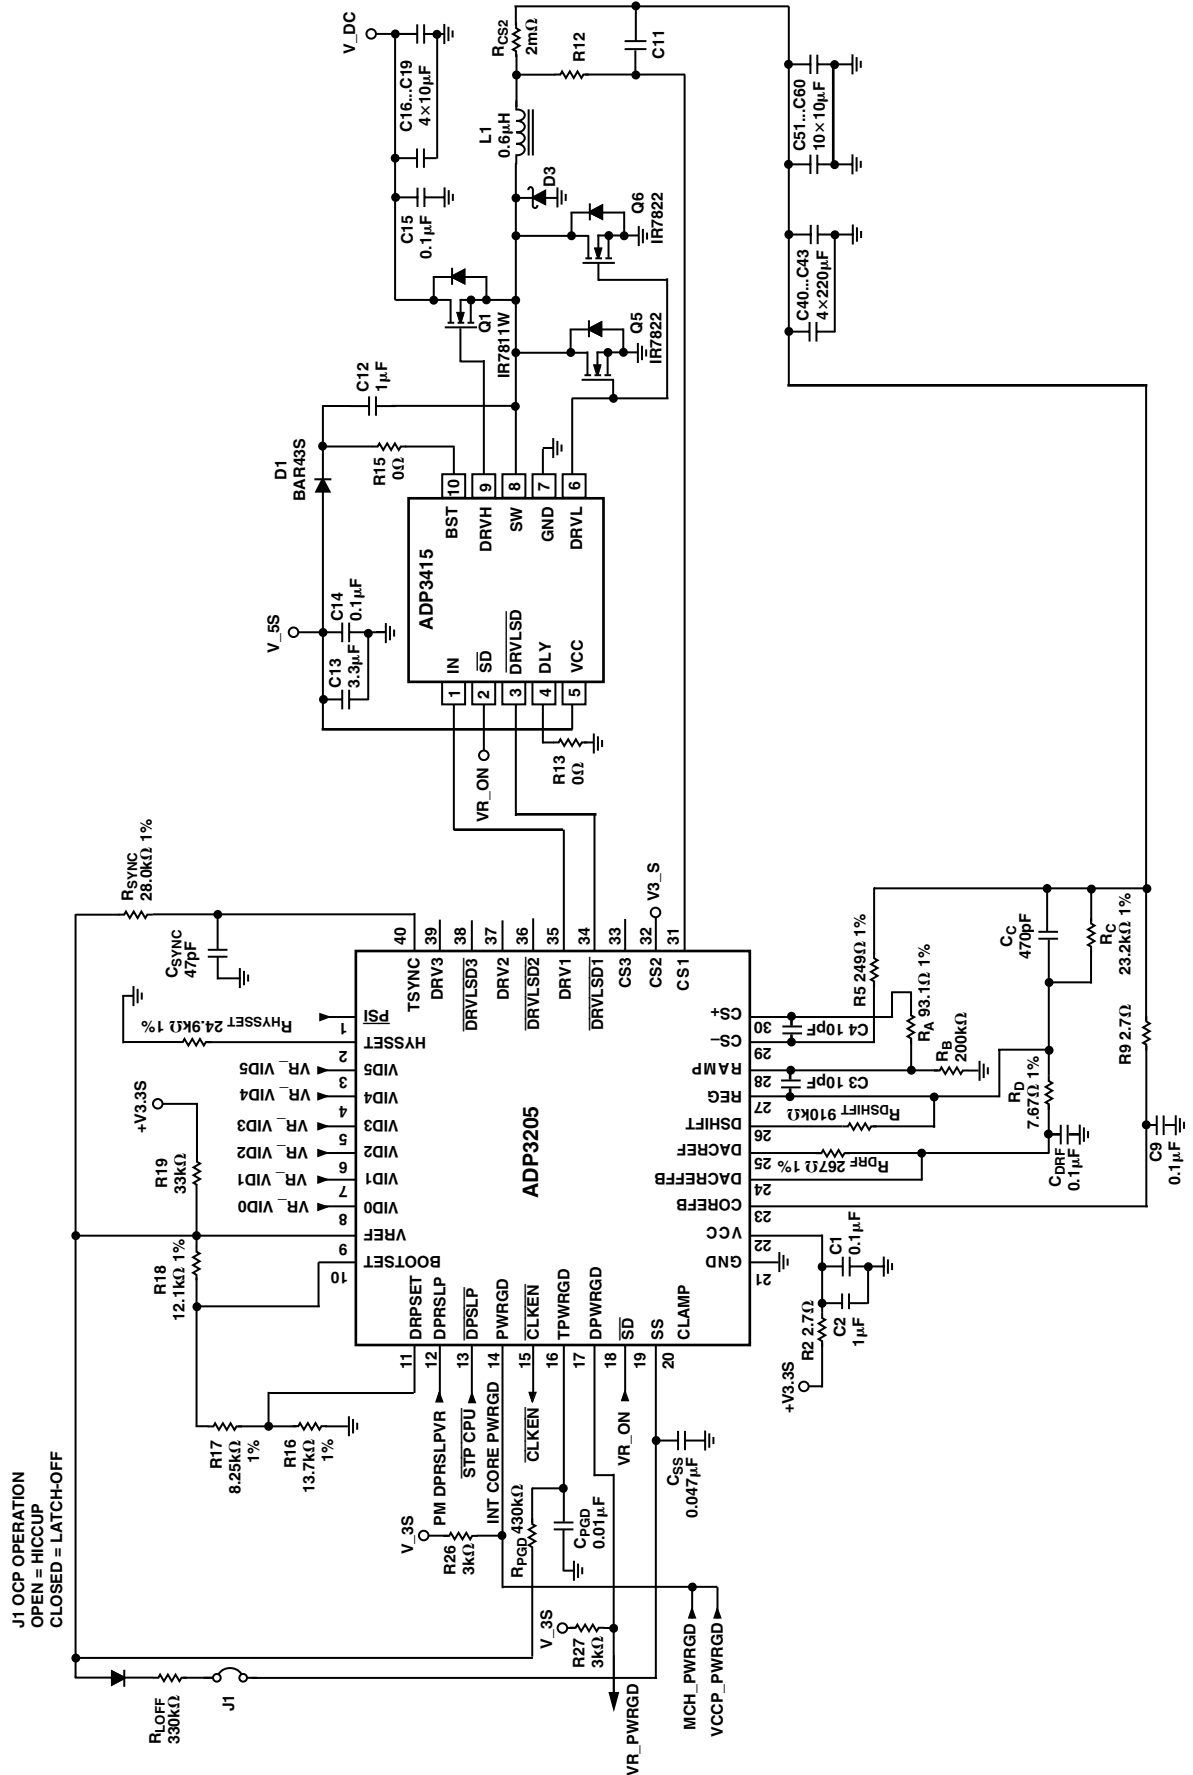 J1 OCP OPERATION
OPEN = HICCUP
CLOSED = LATCH-OFF
RLOFF
330kΩ
J1
R17
8.25kΩ
1%
R16
13.7kΩ
1%
R18
12.1kΩ 1%
R19
33kΩ
+V3.3S
RHYSSET 24.9kΩ 1%
CSYNC
47pF
RSYNC
28.0kΩ 1%
V_5S
C13
3.3µF
C14
0.1µF
D1
BAR43S
R15
0Ω
C12
1µF
V_DC
C15
0.1µF
C16...C19
4×10µF
Q1
IR7811W
L1
0.6µH
RCS2
2mΩ
R12
C11
D3
Q6
IR7822
Q5
IR7822
C40...C43
4×220µF
C51...C60
10×10µF
ADP3415
IN
SD
DRVLSD
DLY
VCC
1
2
3
4
5
BST
DRVH
SW
GND
DRVL
10
9
8
7
6
VR_ON
R13
0Ω
ADP3205
1
PSI
2
HYSSET
3
VID5
VR_VID5
4
VID4
VR_VID4
5
VID3
VR_VID3
6
VID2
VR_VID2
7
VID1
VR_VID1
8
VID0
VR_VID0
9
VREF
10
BOOTSET
11
DRPSET
12
DPRSLP
13
DPSLP
14
PWRGD
15
CLKEN
16
TPWRGD
17
DPWRGD
18
SD
19
SS
20
CLAMP
21
GND
22
VCC
23
COREFB
24
DACREFFB
25
DACREF
26
DSHIFT
27
REG
28
RAMP
29
CS–
30
CS+
31
CS1
32
CS2
33
CS3
34
DRVLSD1
35
DRV1
36
DRVLSD2
37
DRV2
38
DRVLSD3
39
DRV3
40
TSYNC
V3_S
PM DPRSLPVR
STP CPU
INT CORE PWRGD
CLKEN
VR_ON
V_3S
R26
3kΩ
RPGD 430kΩ
CPGD
0.01µF
V_3S
R27
3kΩ
VR_PWRGD
MCH_PWRGD
VCCP_PWRGD
CSS
0.047µF
+V3.3S
R2 2.7Ω
C2
1µF
C1
0.1µF
RDRF 267Ω 1%
RDSHIFT 910kΩ
C3 10pF
C4 10pF
R5 249Ω 1%
RA 93.1Ω 1%
RB
200kΩ
RD
7.67Ω 1%
CDRF
0.1µF
CC
470pF
RC
23.2kΩ 1%
R9 2.7Ω
C9
0.1µF